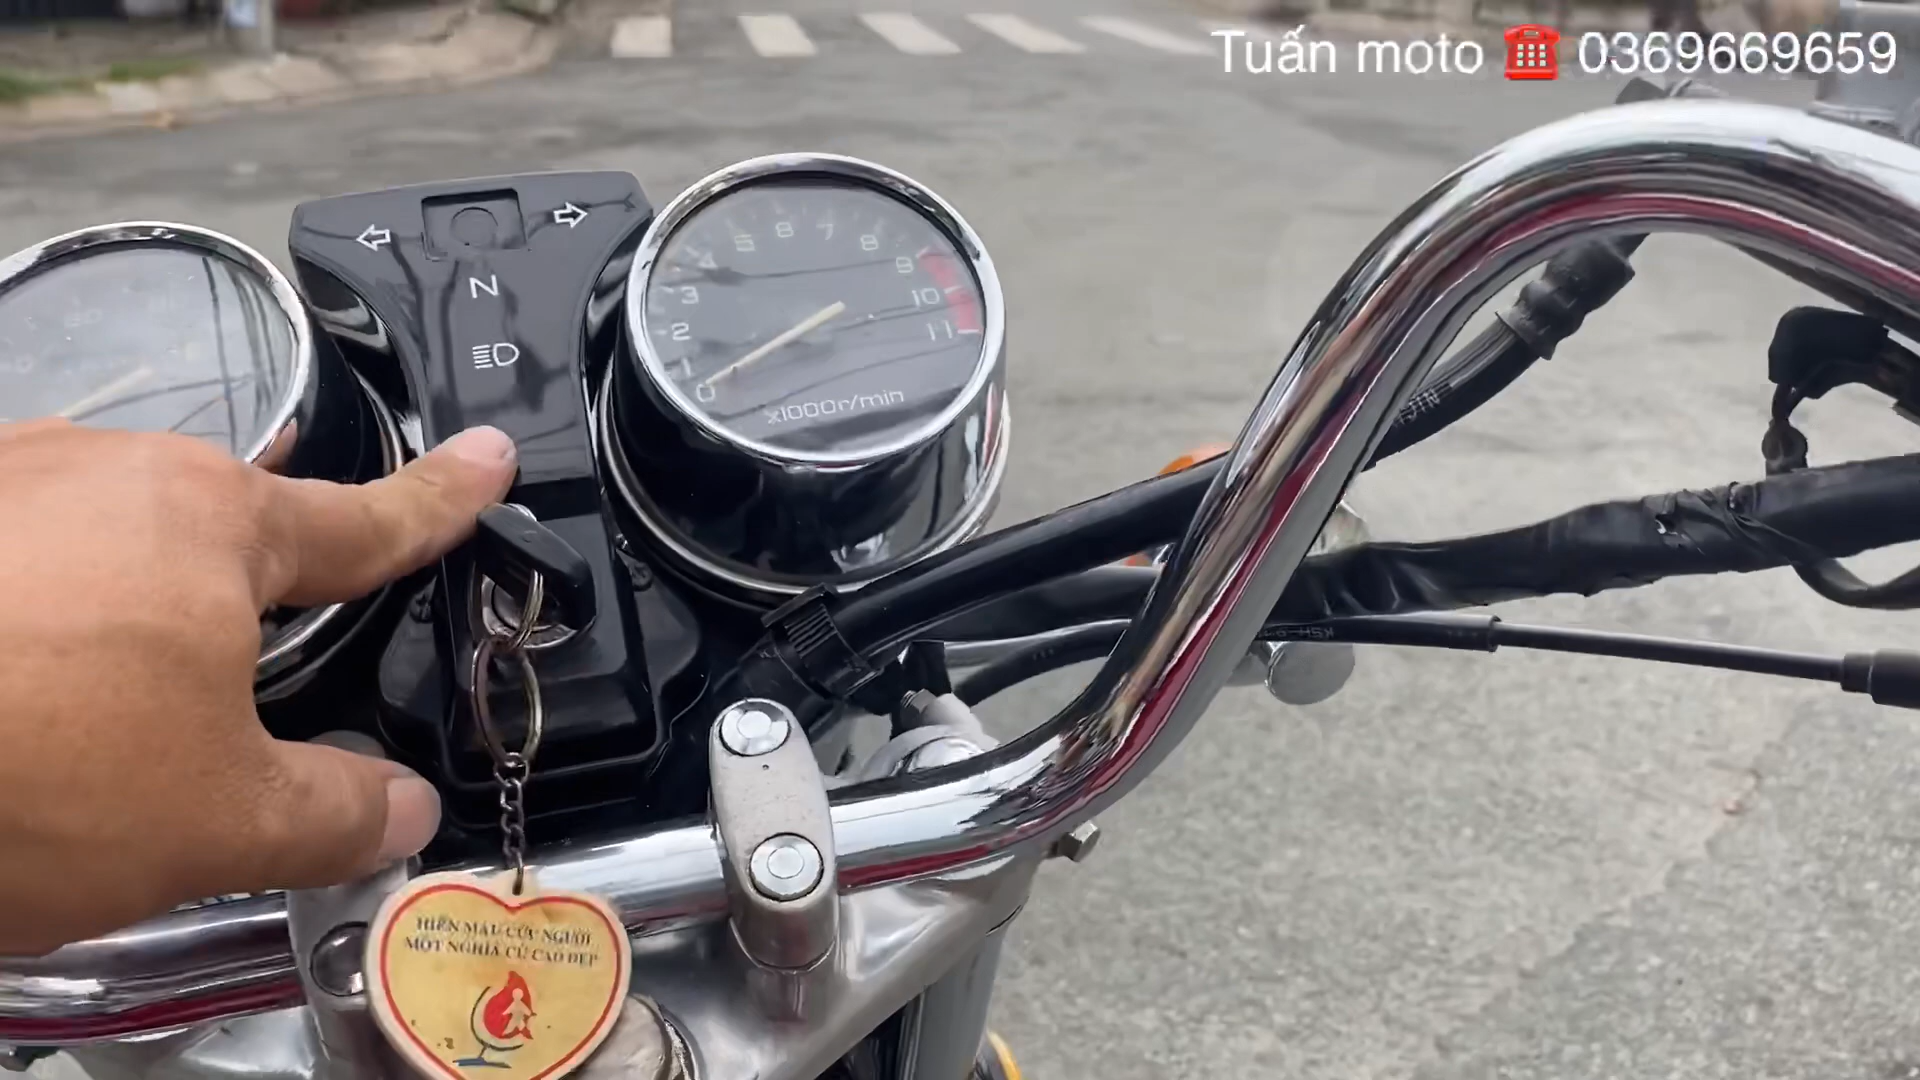 Tuấn moto ☎️ 0369669659
5 6 7 8
4
9
3
10
2
11
1
0
x1000r/min
N
80
HIẾN MÁU CỨU NGƯỜI
MỘT NGHĨA CỬ CAO ĐẸP